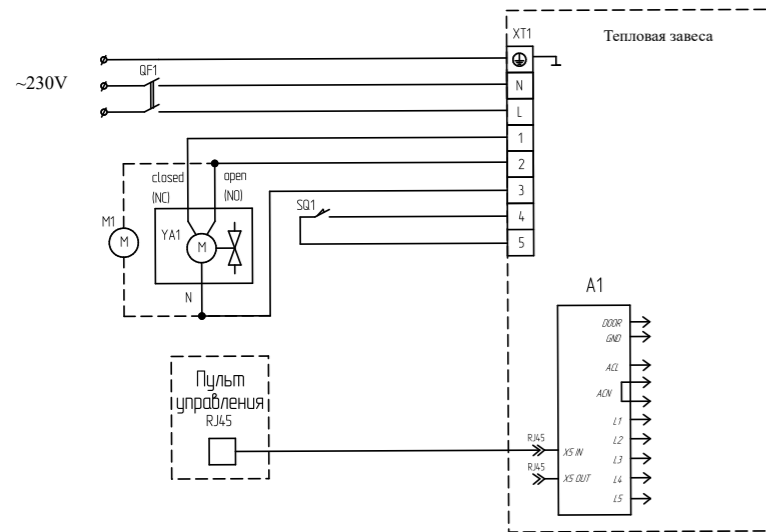 XT1
Тепловая завеса
QF1
~230V
N
L
1
2
3
4
5
closed
(NC)
open
(NO)
SQ1
M1
M
YA1
M
N
A1
DOOR
GND
ACL
ACN
L1
L2
L3
L4
L5
Пульт
управления
RJ45
RJ45
X5 IN
RJ45
X5 OUT